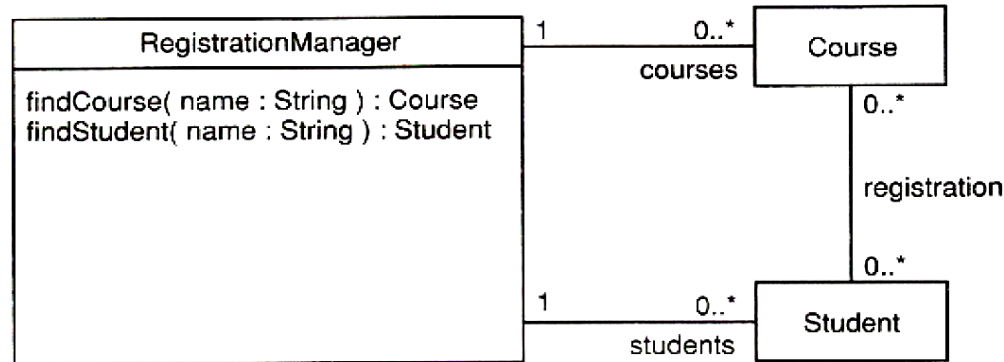 RegistrationManager
findCourse( name : String ) : Course
findStudent( name : String ) : Student
1
0..*
courses
Course
0..*
registration
0..*
1
0..*
students
Student